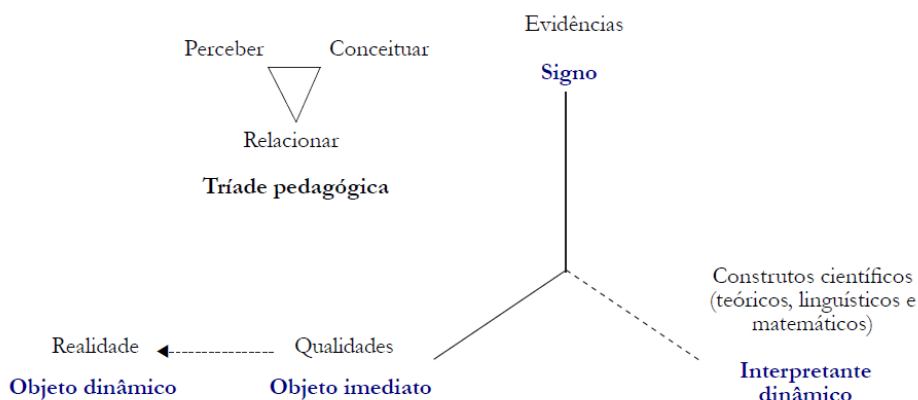 Evidências
Perceber Conceituar
Signo
Relacionar
Tríade pedagógica
Construtos científicos
(teóricos, linguísticos e
matemáticos)
Realidade Qualidades
Objeto dinâmico Objeto imediato
Interpretante
dinâmico